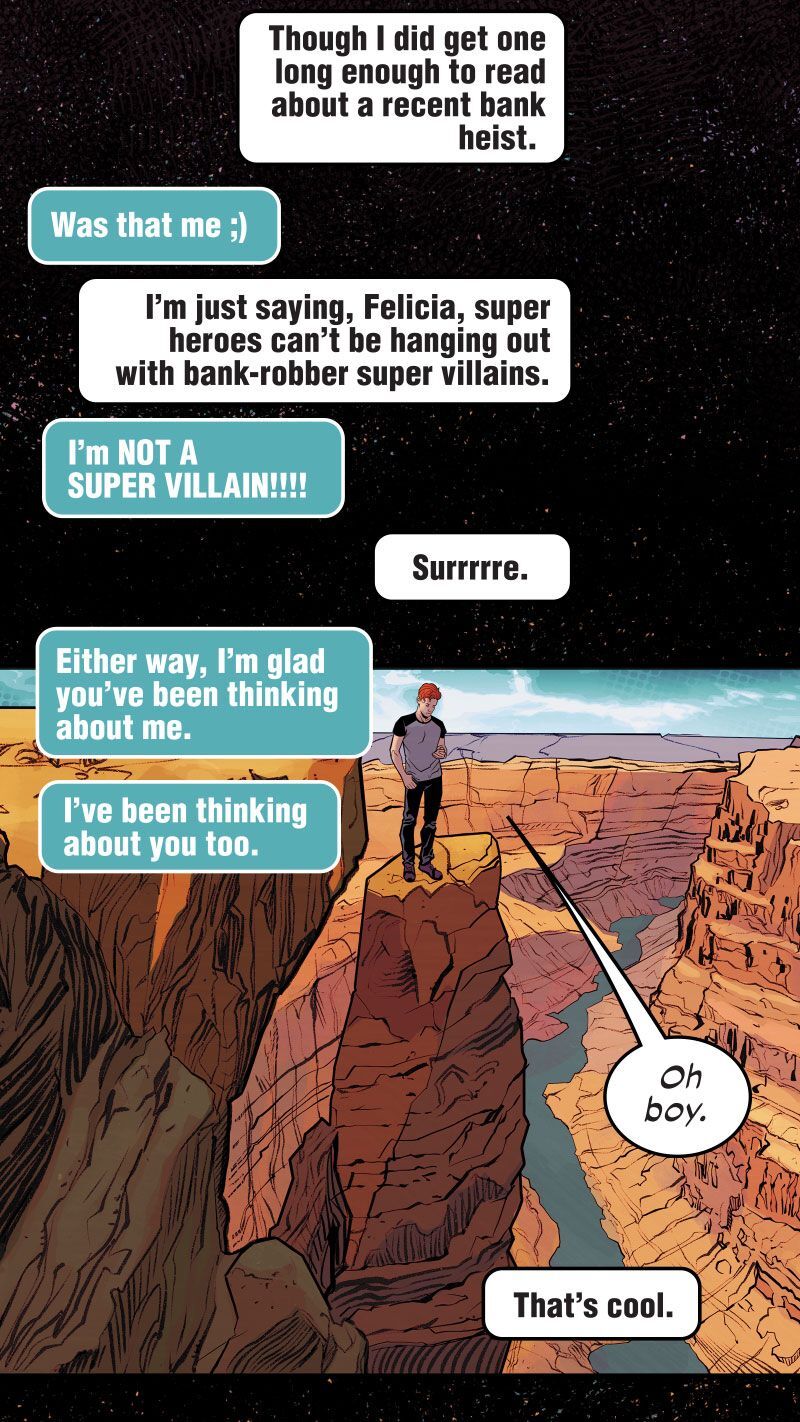 Though I did get one
long enough to read
about a recent bank
heist.
Was that me ;)
I'm just saying, Felicia, super
heroes can't be hanging out
with bank-robber super villains.
I'm NOT A
SUPER VILLAIN!!!!
Surrrrre.
Either way, I'm glad
you've been thinking
about me.
I've been thinking
about you too.
Oh
boy.
That's cool.